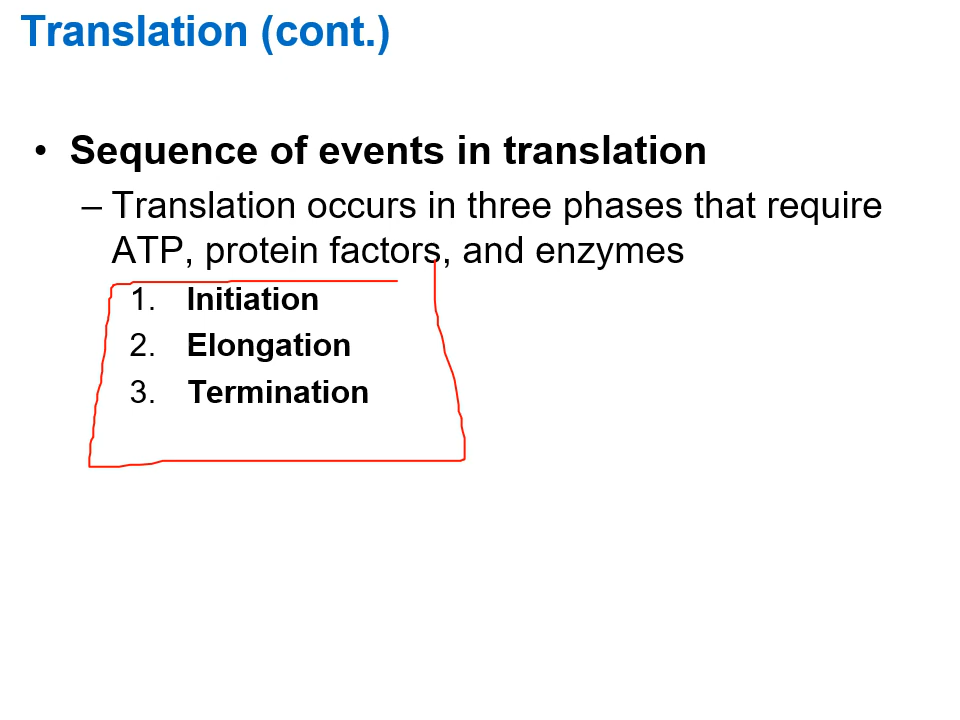 Translation (cont.)
• Sequence of events in translation
– Translation occurs in three phases that require
ATP, protein factors, and enzymes
1. Initiation
2. Elongation
3. Termination